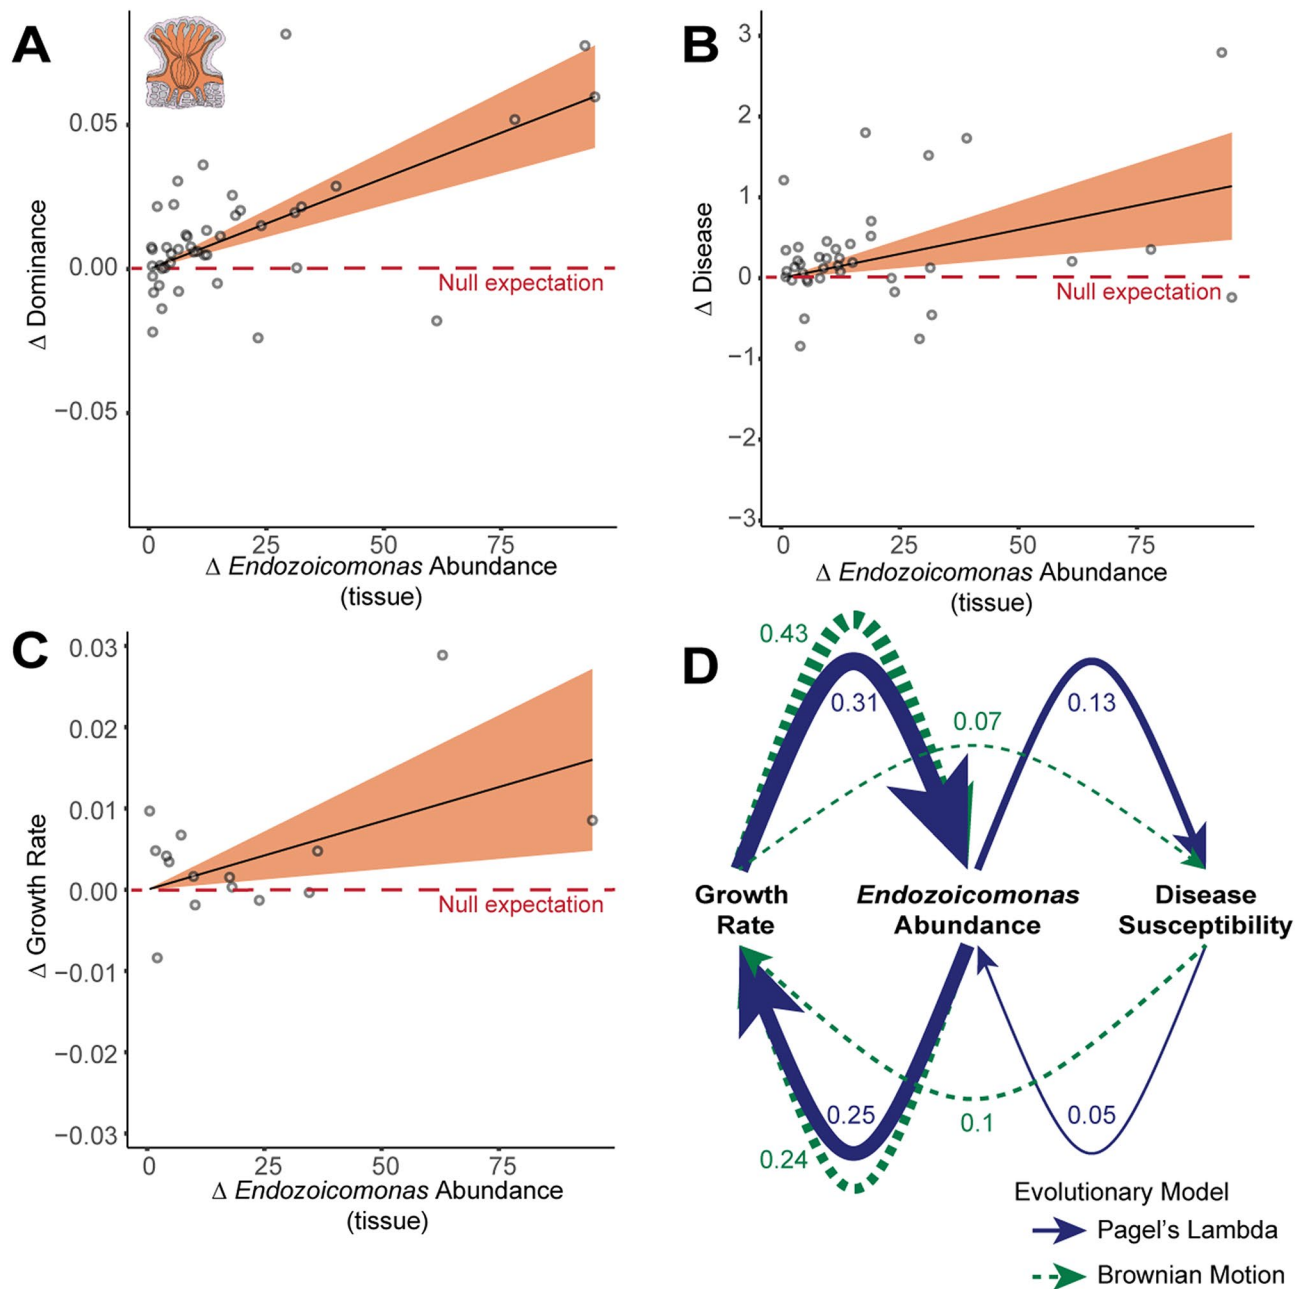 A
Δ Dominance
0.05
0.00
−0.05
Null expectation
0 25 50 75
Δ Endozoicomonas Abundance
(tissue)
B
Δ Disease
3
2
1
0
−1
−2
−3
Null expectation
0 25 50 75
Δ Endozoicomonas Abundance
(tissue)
C
Δ Growth Rate
0.03
0.02
0.01
0.00
−0.01
−0.02
−0.03
Null expectation
0 25 50 75
Δ Endozoicomonas Abundance
(tissue)
D
0.43
0.31
0.07
0.13
Growth
Rate
Endozoicomonas
Abundance
Disease
Susceptibility
0.25
0.24
0.1
0.05
Evolutionary Model
Pagel's Lambda
Brownian Motion